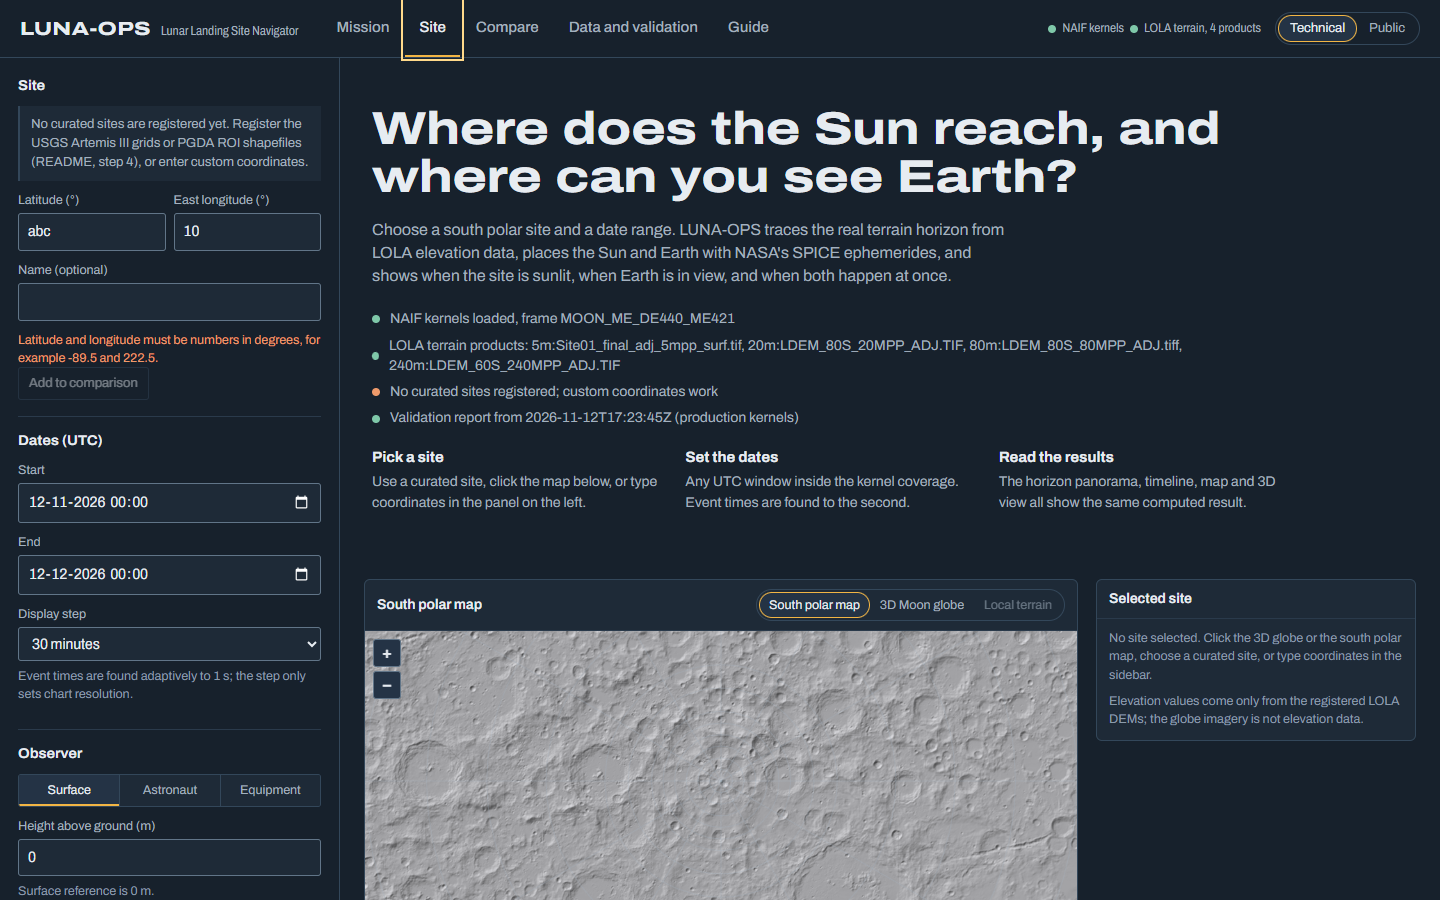 LUNA-OPS Lunar Landing Site Navigator
Mission
Site
Compare
Data and validation
Guide
NAIF kernels
LOLA terrain, 4 products
Technical
Public
Site
No curated sites are registered yet. Register the
USGS Artemis III grids or PGDA ROI shapefiles
(README, step 4), or enter custom coordinates.
Latitude (°)
East longitude (°)
abc
10
Name (optional)
Latitude and longitude must be numbers in degrees, for
example -89.5 and 222.5.
Add to comparison
Dates (UTC)
Start
12-11-2026 00:00
End
12-12-2026 00:00
Display step
30 minutes
Event times are found adaptively to 1 s; the step only
sets chart resolution.
Observer
Surface
Astronaut
Equipment
Height above ground (m)
0
Surface reference is 0 m.
Where does the Sun reach, and
where can you see Earth?
Choose a south polar site and a date range. LUNA-OPS traces the real terrain horizon from
LOLA elevation data, places the Sun and Earth with NASA's SPICE ephemerides, and
shows when the site is sunlit, when Earth is in view, and when both happen at once.
NAIF kernels loaded, frame MOON_ME_DE440_ME421
LOLA terrain products: 5m:Site01_final_adj_5mpp_surf.tif, 20m:LDEM_80S_20MPP_ADJ.TIF, 80m:LDEM_80S_80MPP_ADJ.tiff,
240m:LDEM_60S_240MPP_ADJ.TIF
No curated sites registered; custom coordinates work
Validation report from 2026-11-12T17:23:45Z (production kernels)
Pick a site
Use a curated site, click the map below, or type
coordinates in the panel on the left.
Set the dates
Any UTC window inside the kernel coverage.
Event times are found to the second.
Read the results
The horizon panorama, timeline, map and 3D
view all show the same computed result.
South polar map
South polar map
3D Moon globe
Local terrain
+
−
Selected site
No site selected. Click the 3D globe or the south polar
map, choose a curated site, or type coordinates in the
sidebar.
Elevation values come only from the registered LOLA
DEMs; the globe imagery is not elevation data.